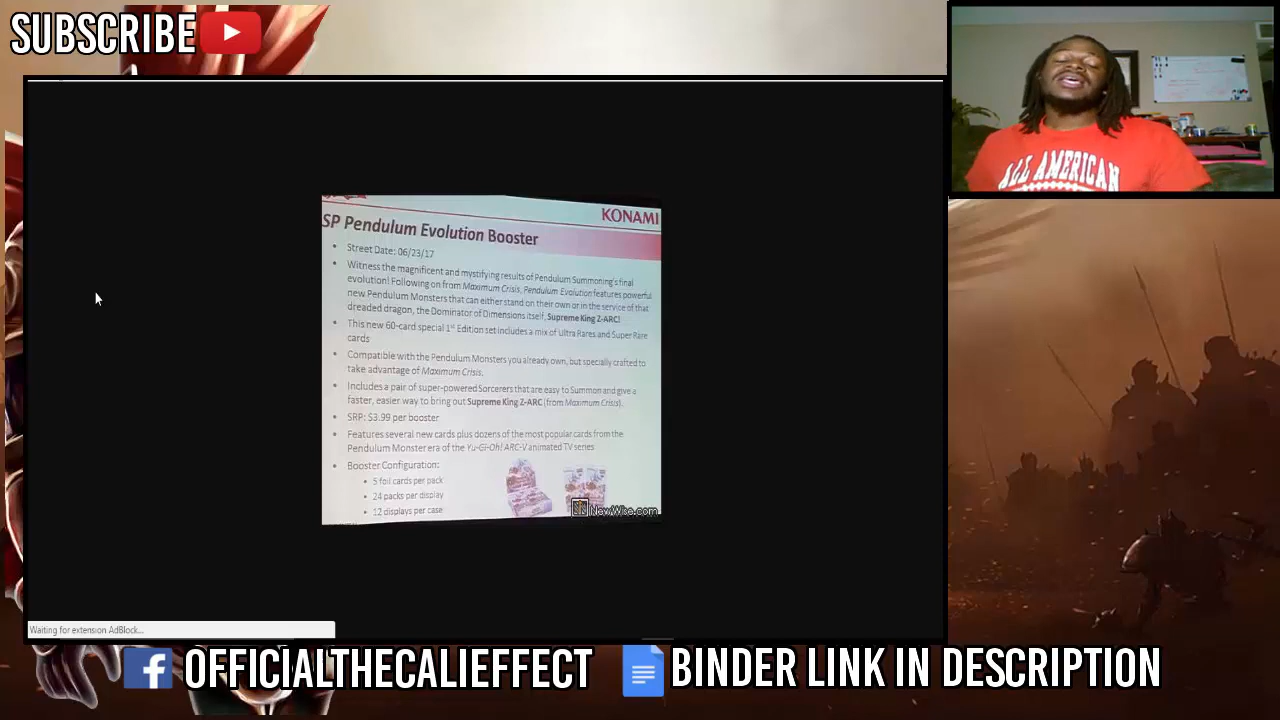 SUBSCRIBE
KONAMI
SP Pendulum Evolution Booster
• Street Date: 06/23/17
• Witness the magnificent and mystifying results of Pendulum Summoning's final
evolution! Following on from Maximum Crisis, Pendulum Evolution features powerful
new Pendulum Monsters that can either stand on their own or in the service of that
dreaded dragon, the Dominator of Dimensions itself, Supreme King Z-ARC!
• This new 60-card special 1st Edition set includes a mix of Ultra Rares and Super Rare
cards
• Compatible with the Pendulum Monsters you already own, but specially crafted to
take advantage of Maximum Crisis.
• Includes a pair of super-powered Sorcerers that are easy to Summon and give a
faster, easier way to bring out Supreme King Z-ARC (from Maximum Crisis).
• SRP: $3.99 per booster
• Features several new cards plus dozens of the most popular cards from the
Pendulum Monster era of the Yu-Gi-Oh! ARC-V animated TV series
• Booster Configuration:
• 5 foil cards per pack
• 24 packs per display
• 12 displays per case
NewWise.com
ALL AMERICAN
Waiting for extension AdBlock...
OFFICIALTHECALIEFFECT
BINDER LINK IN DESCRIPTION